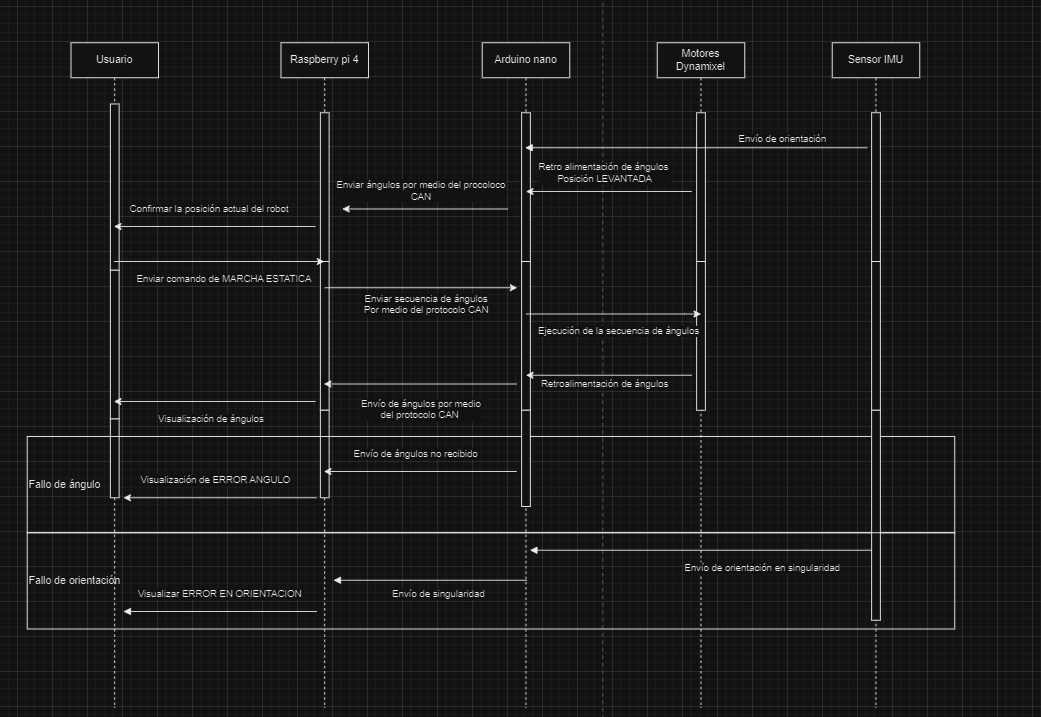 Usuario
Raspberry pi 4
Arduino nano
Motores
Dynamixel
Sensor IMU
Envío de orientación
Retro alimentación de ángulos
Posición LEVANTADA
Enviar ángulos por medio del procoloco
CAN
Confirmar la posición actual del robot
Enviar comando de MARCHA ESTATICA
Enviar secuencia de ángulos
Por medio del protocolo CAN
Ejecución de la secuencia de ángulos
Retroalimentación de ángulos
Envío de ángulos por medio
del protocolo CAN
Visualización de ángulos
Envío de ángulos no recibido
Visualización de ERROR ANGULO
Fallo de ángulo
Envío de orientación en singularidad
Fallo de orientación
Envío de singularidad
Visualizar ERROR EN ORIENTACION